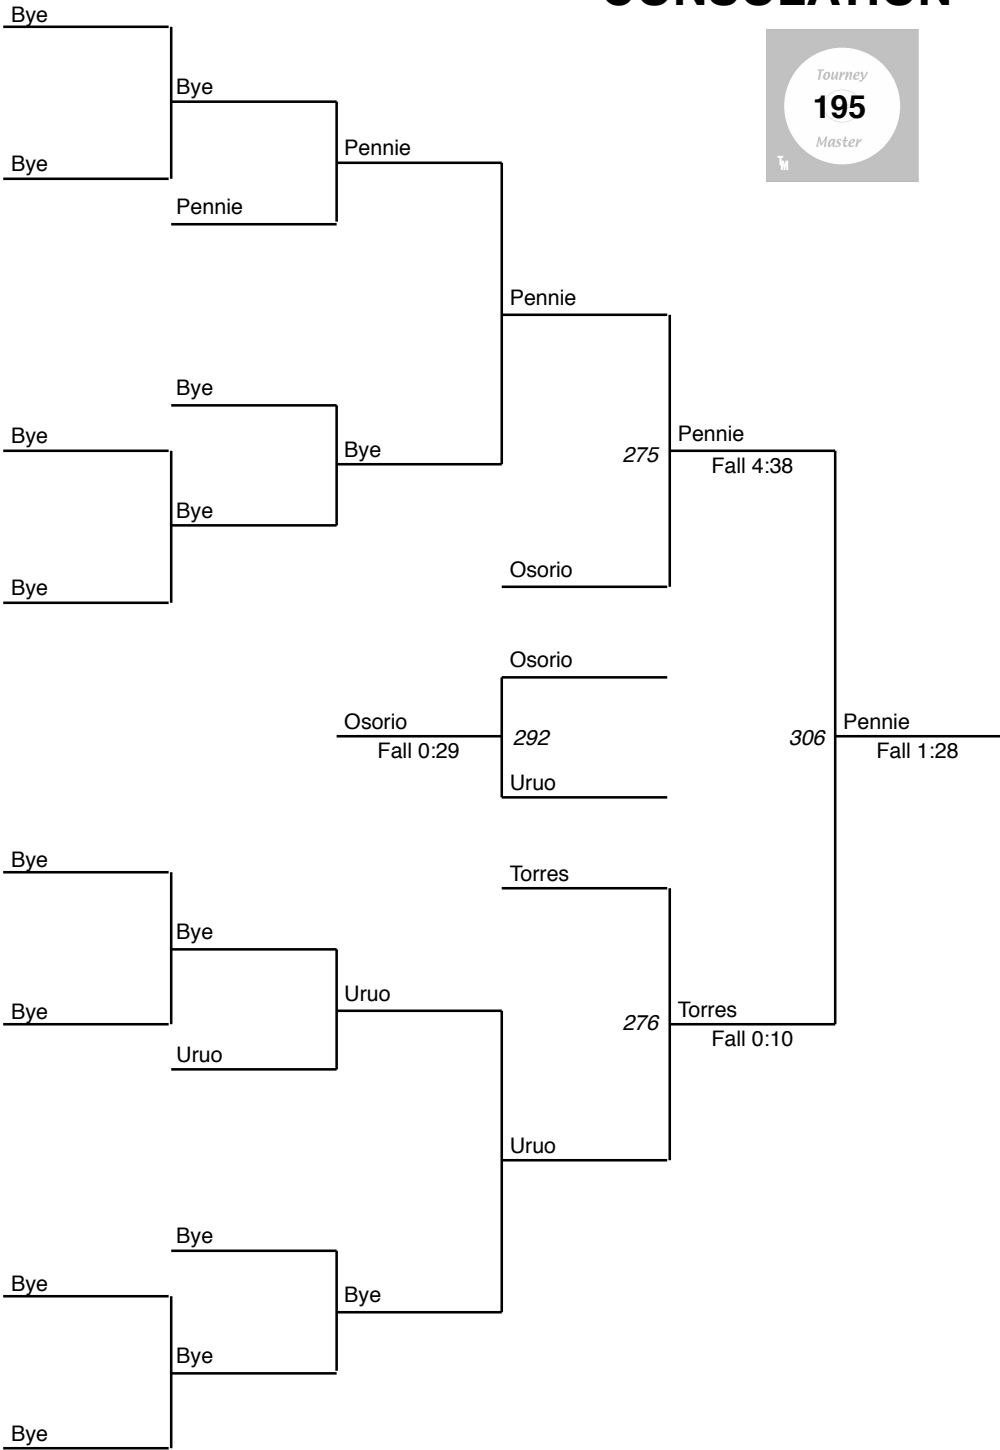 CONSOLATION
Bye
Tourney
195
Master
TM
Bye
Pennie
Bye
Pennie
Pennie
Bye
Bye
Bye
275
Pennie
Fall 4:38
Bye
Osorio
Bye
Osorio
Osorio
Fall 0:29
292
306
Pennie
Fall 1:28
Uruo
Bye
Torres
Bye
Uruo
Bye
276
Torres
Fall 0:10
Uruo
Uruo
Bye
Bye
Bye
Bye
Bye